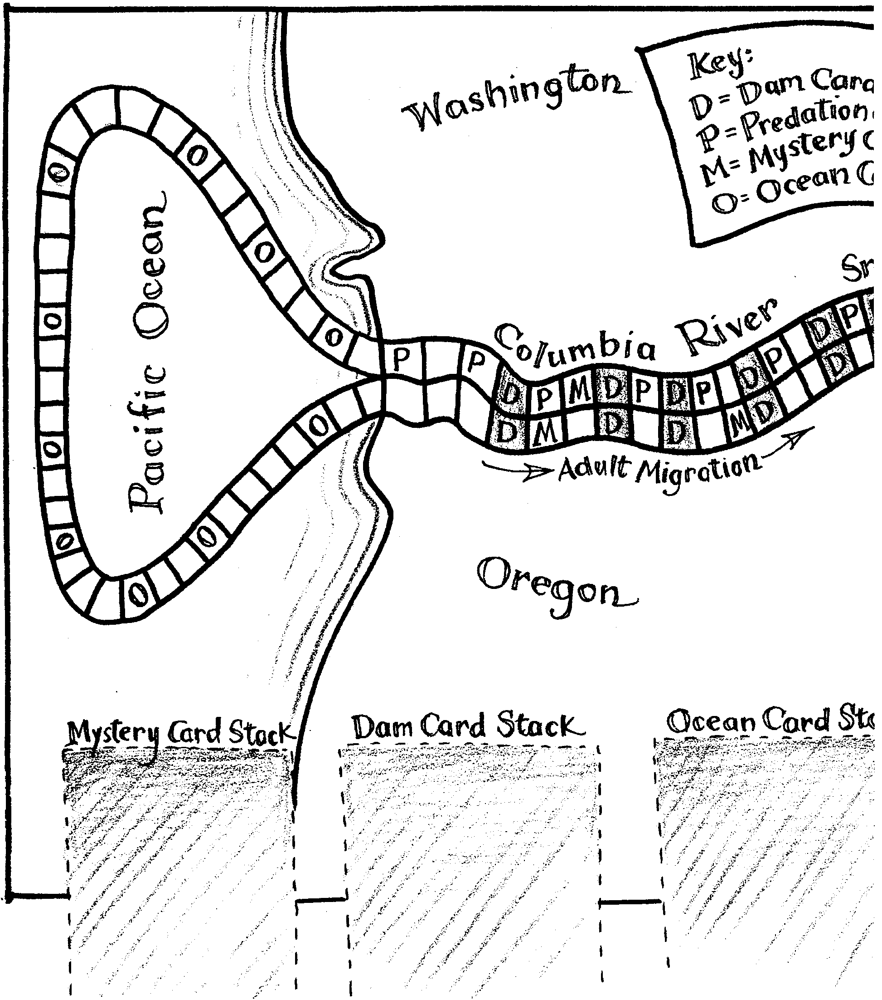 Washington
Key:
D = Dam Card
P = Predation
M = Mystery C
O = Ocean C
Pacific Ocean
Columbia River
O
O
O
O
O
O
O
O
O
O
O
P P D P M D P D P D P D P
D M D D M D D
Adult Migration
Oregon
Mystery Card Stack
Dam Card Stack
Ocean Card